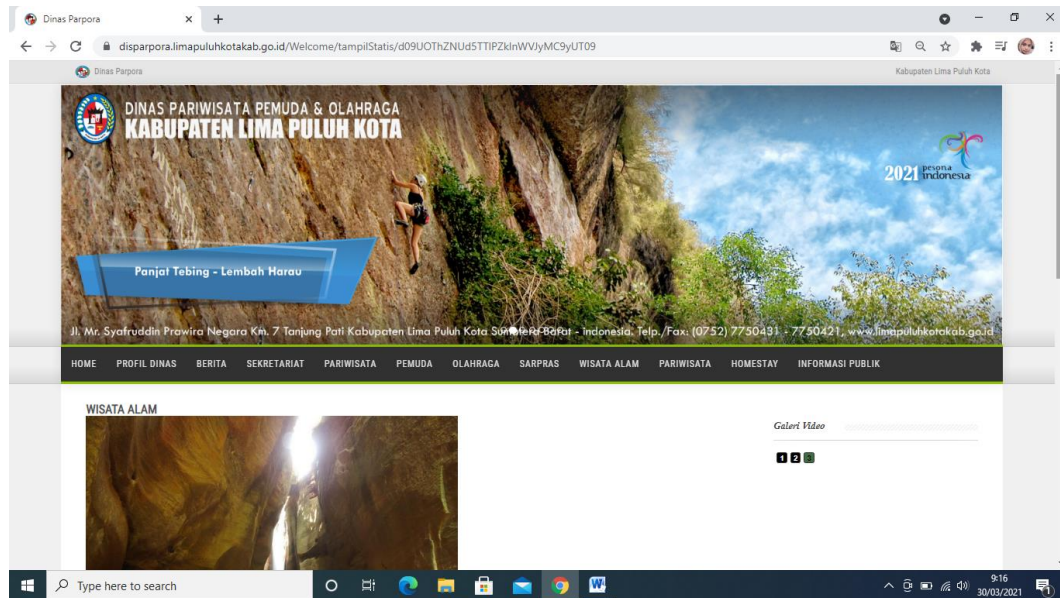 Dinas Parpora
disparpora.limapuluhkotakab.go.id/Welcome/tampilStatis/d09UOThZNUd5TTlPZklnWVJyMC9yUT09
Dinas Parpora
Kabupaten Lima Puluh Kota
DINAS PARIWISATA PEMUDA & OLAHRAGA
KABUPATEN LIMA PULUH KOTA
2021 pesona indonesia
Panjat Tebing - Lembah Harau
Jl. Mr. Syafruddin Prawira Negara Km. 7 Tanjung Pati Kabupaten Lima Puluh Kota Sumatera Barat - indonesia. Telp./Fax: (0752) 7750431 - 7750421, www.limapuluhkotakab.go.id
HOME PROFIL DINAS BERITA SEKRETARIAT PARIWISATA PEMUDA OLAHRAGA SARPRAS WISATA ALAM PARIWISATA HOMESTAY INFORMASI PUBLIK
WISATA ALAM
Galeri Video
1 2 3
Type here to search
9:16
30/03/2021